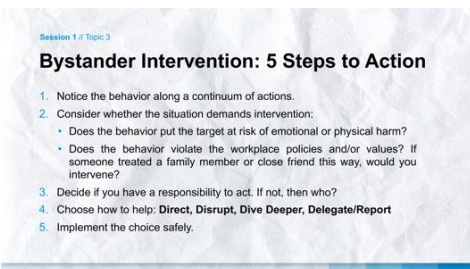 Session 1 // Topic 3
Bystander Intervention: 5 Steps to Action
1. Notice the behavior along a continuum of actions.
2. Consider whether the situation demands intervention:
• Does the behavior put the target at risk of emotional or physical harm?
• Does the behavior violate the workplace policies and/or values? If
someone treated a family member or close friend this way, would you
intervene?
3. Decide if you have a responsibility to act. If not, then who?
4. Choose how to help: Direct, Disrupt, Dive Deeper, Delegate/Report
5. Implement the choice safely.